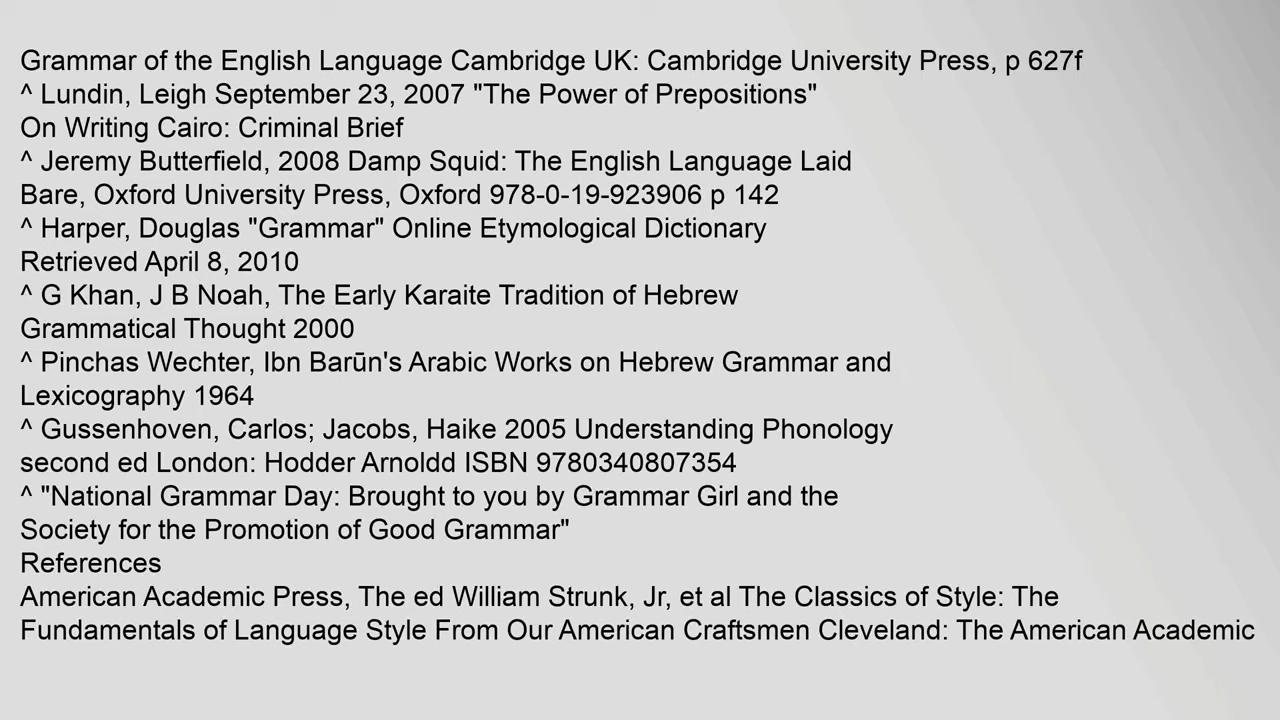 Grammar of the English Language Cambridge UK: Cambridge University Press, p 627f
^ Lundin, Leigh September 23, 2007 "The Power of Prepositions"
On Writing Cairo: Criminal Brief
^ Jeremy Butterfield, 2008 Damp Squid: The English Language Laid
Bare, Oxford University Press, Oxford 978-0-19-923906 p 142
^ Harper, Douglas "Grammar" Online Etymological Dictionary
Retrieved April 8, 2010
^ G Khan, J B Noah, The Early Karaite Tradition of Hebrew
Grammatical Thought 2000
^ Pinchas Wechter, Ibn Barūn's Arabic Works on Hebrew Grammar and
Lexicography 1964
^ Gussenhoven, Carlos; Jacobs, Haike 2005 Understanding Phonology
second ed London: Hodder Arnoldd ISBN 9780340807354
^ "National Grammar Day: Brought to you by Grammar Girl and the
Society for the Promotion of Good Grammar"
References
American Academic Press, The ed William Strunk, Jr, et al The Classics of Style: The
Fundamentals of Language Style From Our American Craftsmen Cleveland: The American Academic